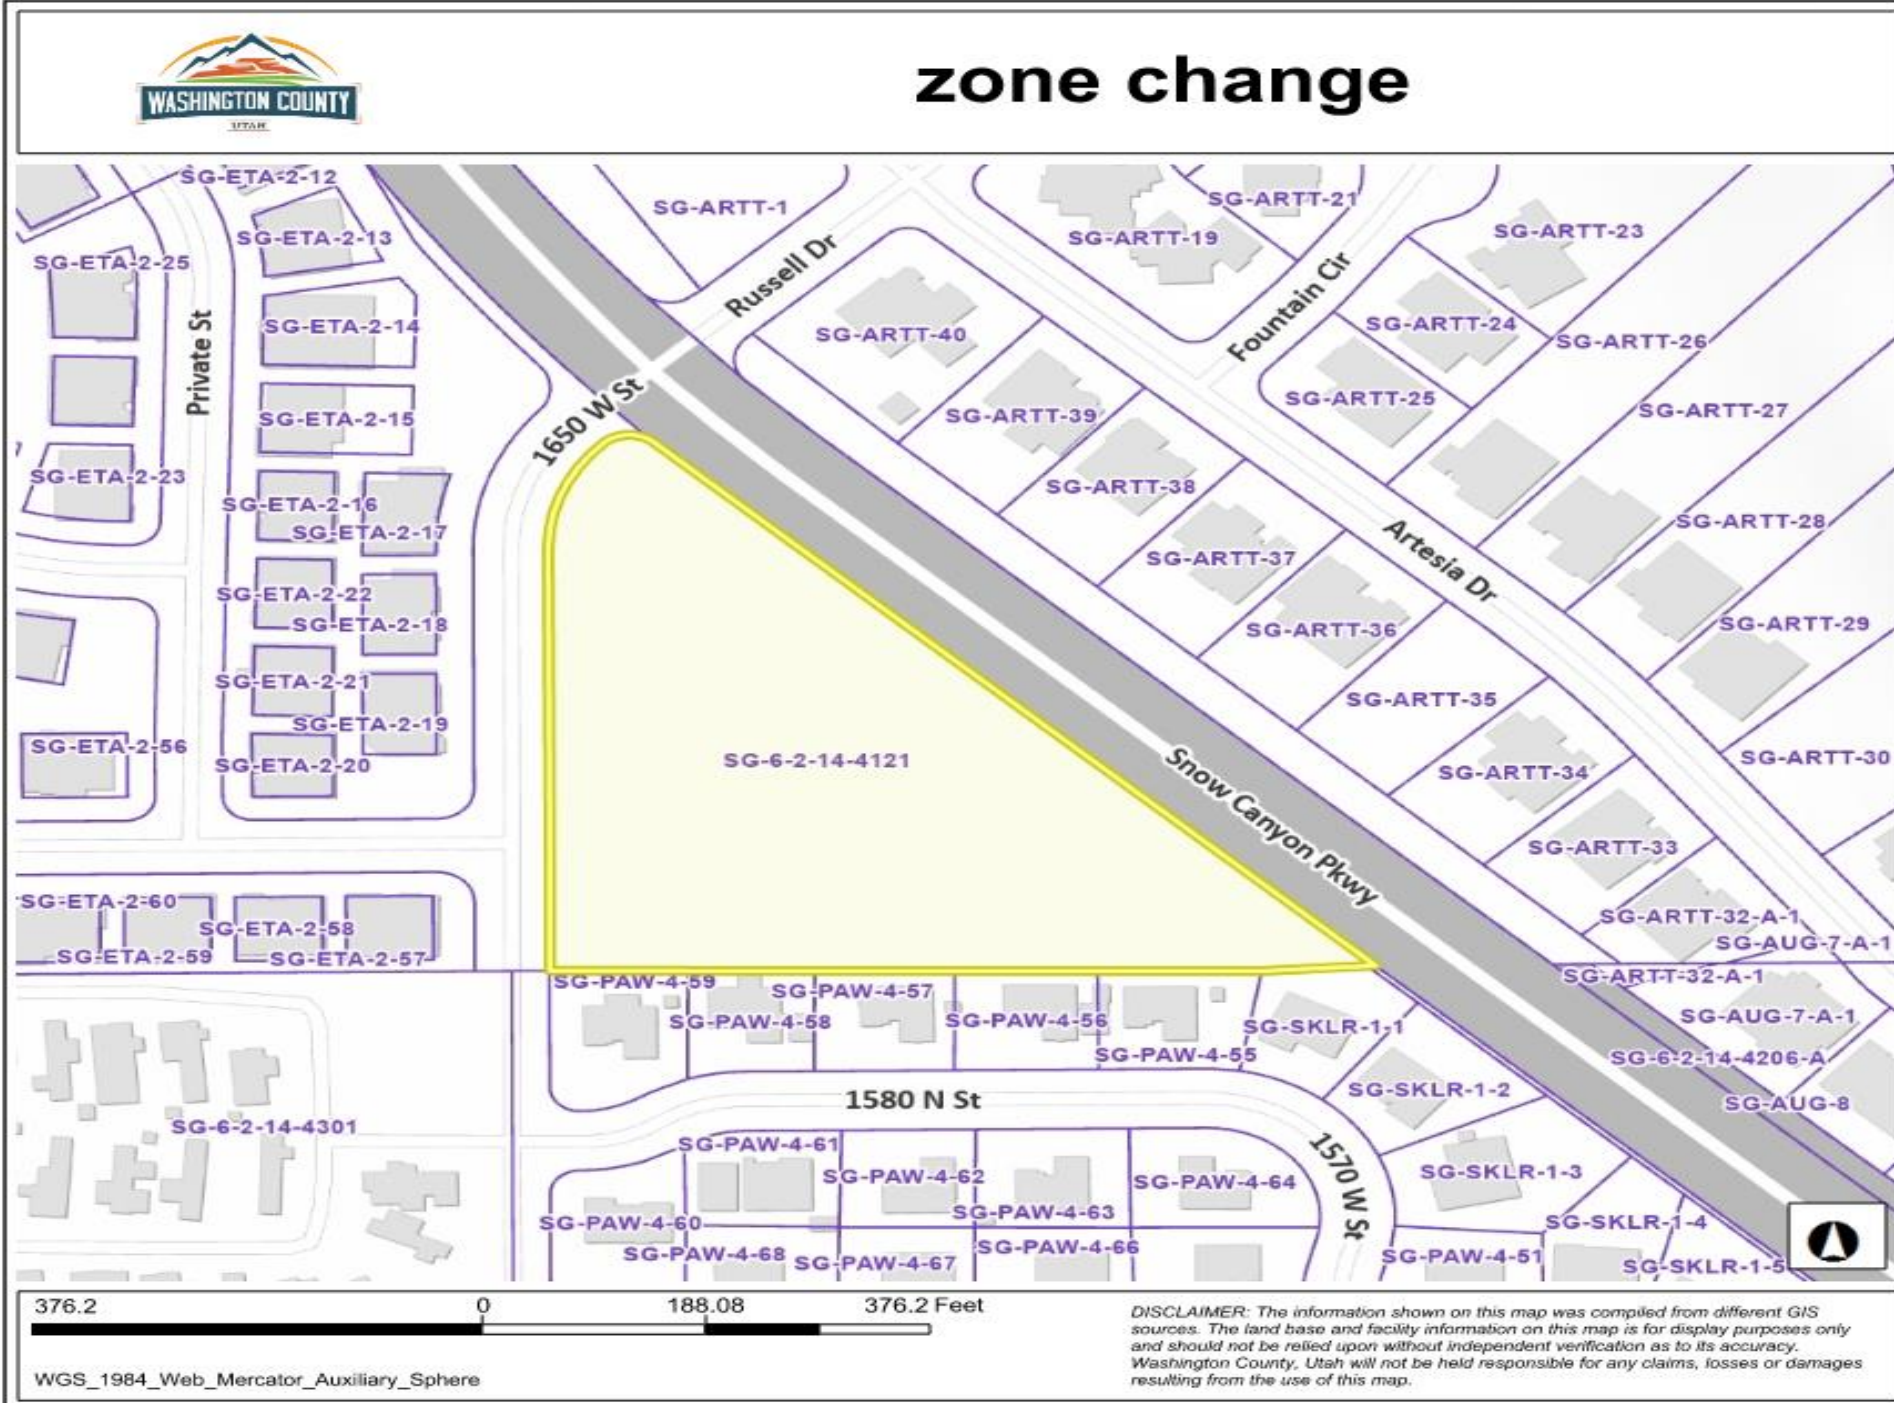 WASHINGTON COUNTY
UTAH
zone change
SG-ETA-2-12
SG-ARTT-1
SG-ARTT-21
SG-ETA-2-13
SG-ARTT-19
SG-ARTT-23
SG-ETA-2-25
Russell Dr
Fountain Cir
SG-ETA-2-14
SG-ARTT-40
SG-ARTT-24
SG-ARTT-26
Private St
SG-ETA-2-15
1650 W St
SG-ARTT-39
SG-ARTT-25
SG-ARTT-27
SG-ETA-2-23
SG-ARTT-38
SG-ETA-2-16
SG-ETA-2-17
SG-ARTT-28
SG-ARTT-37
Artesia Dr
SG-ETA-2-22
SG-ETA-2-18
SG-ARTT-36
SG-ARTT-29
SG-ETA-2-21
SG-ARTT-35
SG-ETA-2-19
SG-ETA-2-56
SG-ETA-2-20
SG-6-2-14-4121
SG-ARTT-30
Snow Canyon Pkwy
SG-ARTT-34
SG-ARTT-33
SG-ETA-2-60
SG-ETA-2-58
SG-ARTT-32-A-1
SG-ETA-2-59
SG-ETA-2-57
SG-AUG-7-A-1
SG-PAW-4-59
SG-PAW-4-57
SG-ARTT-32-A-1
SG-PAW-4-58
SG-PAW-4-56
SG-SKLR-1-1
SG-AUG-7-A-1
SG-PAW-4-55
SG-6-2-14-4206-A
1580 N St
SG-SKLR-1-2
SG-AUG-8
SG-6-2-14-4301
SG-PAW-4-61
SG-PAW-4-62
SG-PAW-4-64
1570 W St
SG-SKLR-1-3
SG-PAW-4-60
SG-PAW-4-63
SG-SKLR-1-4
SG-PAW-4-68
SG-PAW-4-67
SG-PAW-4-66
SG-PAW-4-51
SG-SKLR-1-5
376.2 0 188.08 376.2 Feet
WGS_1984_Web_Mercator_Auxiliary_Sphere
DISCLAIMER: The information shown on this map was compiled from different GIS
sources. The land base and facility information on this map is for display purposes only
and should not be relied upon without independent verification as to its accuracy.
Washington County, Utah will not be held responsible for any claims, losses or damages
resulting from the use of this map.